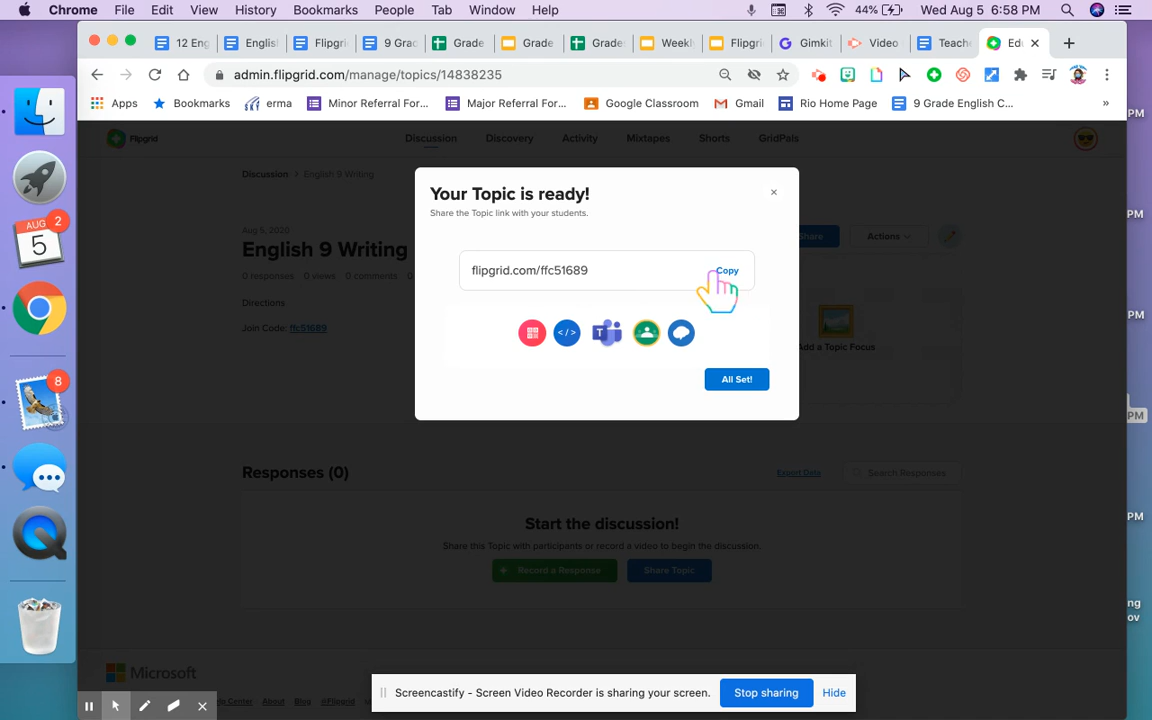 Chrome File Edit View History Bookmarks People Tab Window Help 44% Wed Aug 5 6:58 PM
12 Eng Englis Flipgri 9 Grad Grade Grade Grade Weekl Flipgri Gimkit Video Teach Edu
admin.flipgrid.com/manage/topics/14838235
Apps Bookmarks erma Minor Referral For... Major Referral For... Google Classroom Gmail Rio Home Page 9 Grade English C... »
Flipgrid Discussion Discovery Activity Mixtapes Shorts GridPals
Discussion > English 9 Writing
Aug 5, 2020
English 9 Writing
Share Actions
0 responses 0 views 0 comments 0
Directions
Join Code: ffc51689
Add a Topic Focus
Your Topic is ready!
Share the Topic link with your students.
flipgrid.com/ffc51689 Copy
</>
T
All Set!
Responses (0) Export Data Search Responses
Start the discussion!
Share this Topic with participants or record a video to begin the discussion.
+ Record a Response Share Topic
Microsoft
Help Center About Blog #Flipgrid
Screencastify - Screen Video Recorder is sharing your screen. Stop sharing Hide
AUG 2
5
8
PM
PM
PM
PM
PM
ng
ov